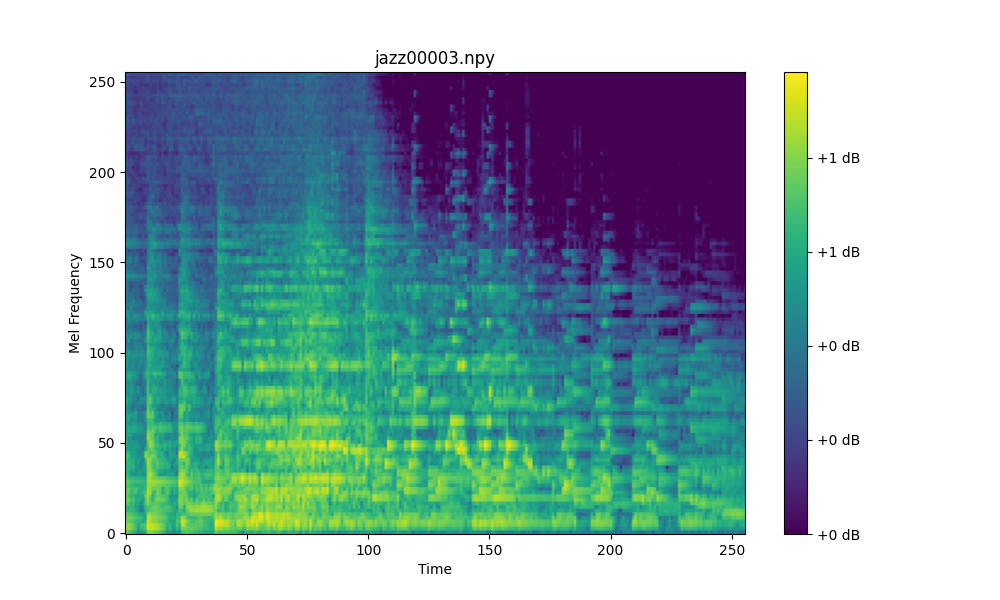 jazz00003.npy
Mel Frequency
250
200
150
100
50
0
0 50 100 150 200 250
Time
+1 dB
+1 dB
+0 dB
+0 dB
+0 dB